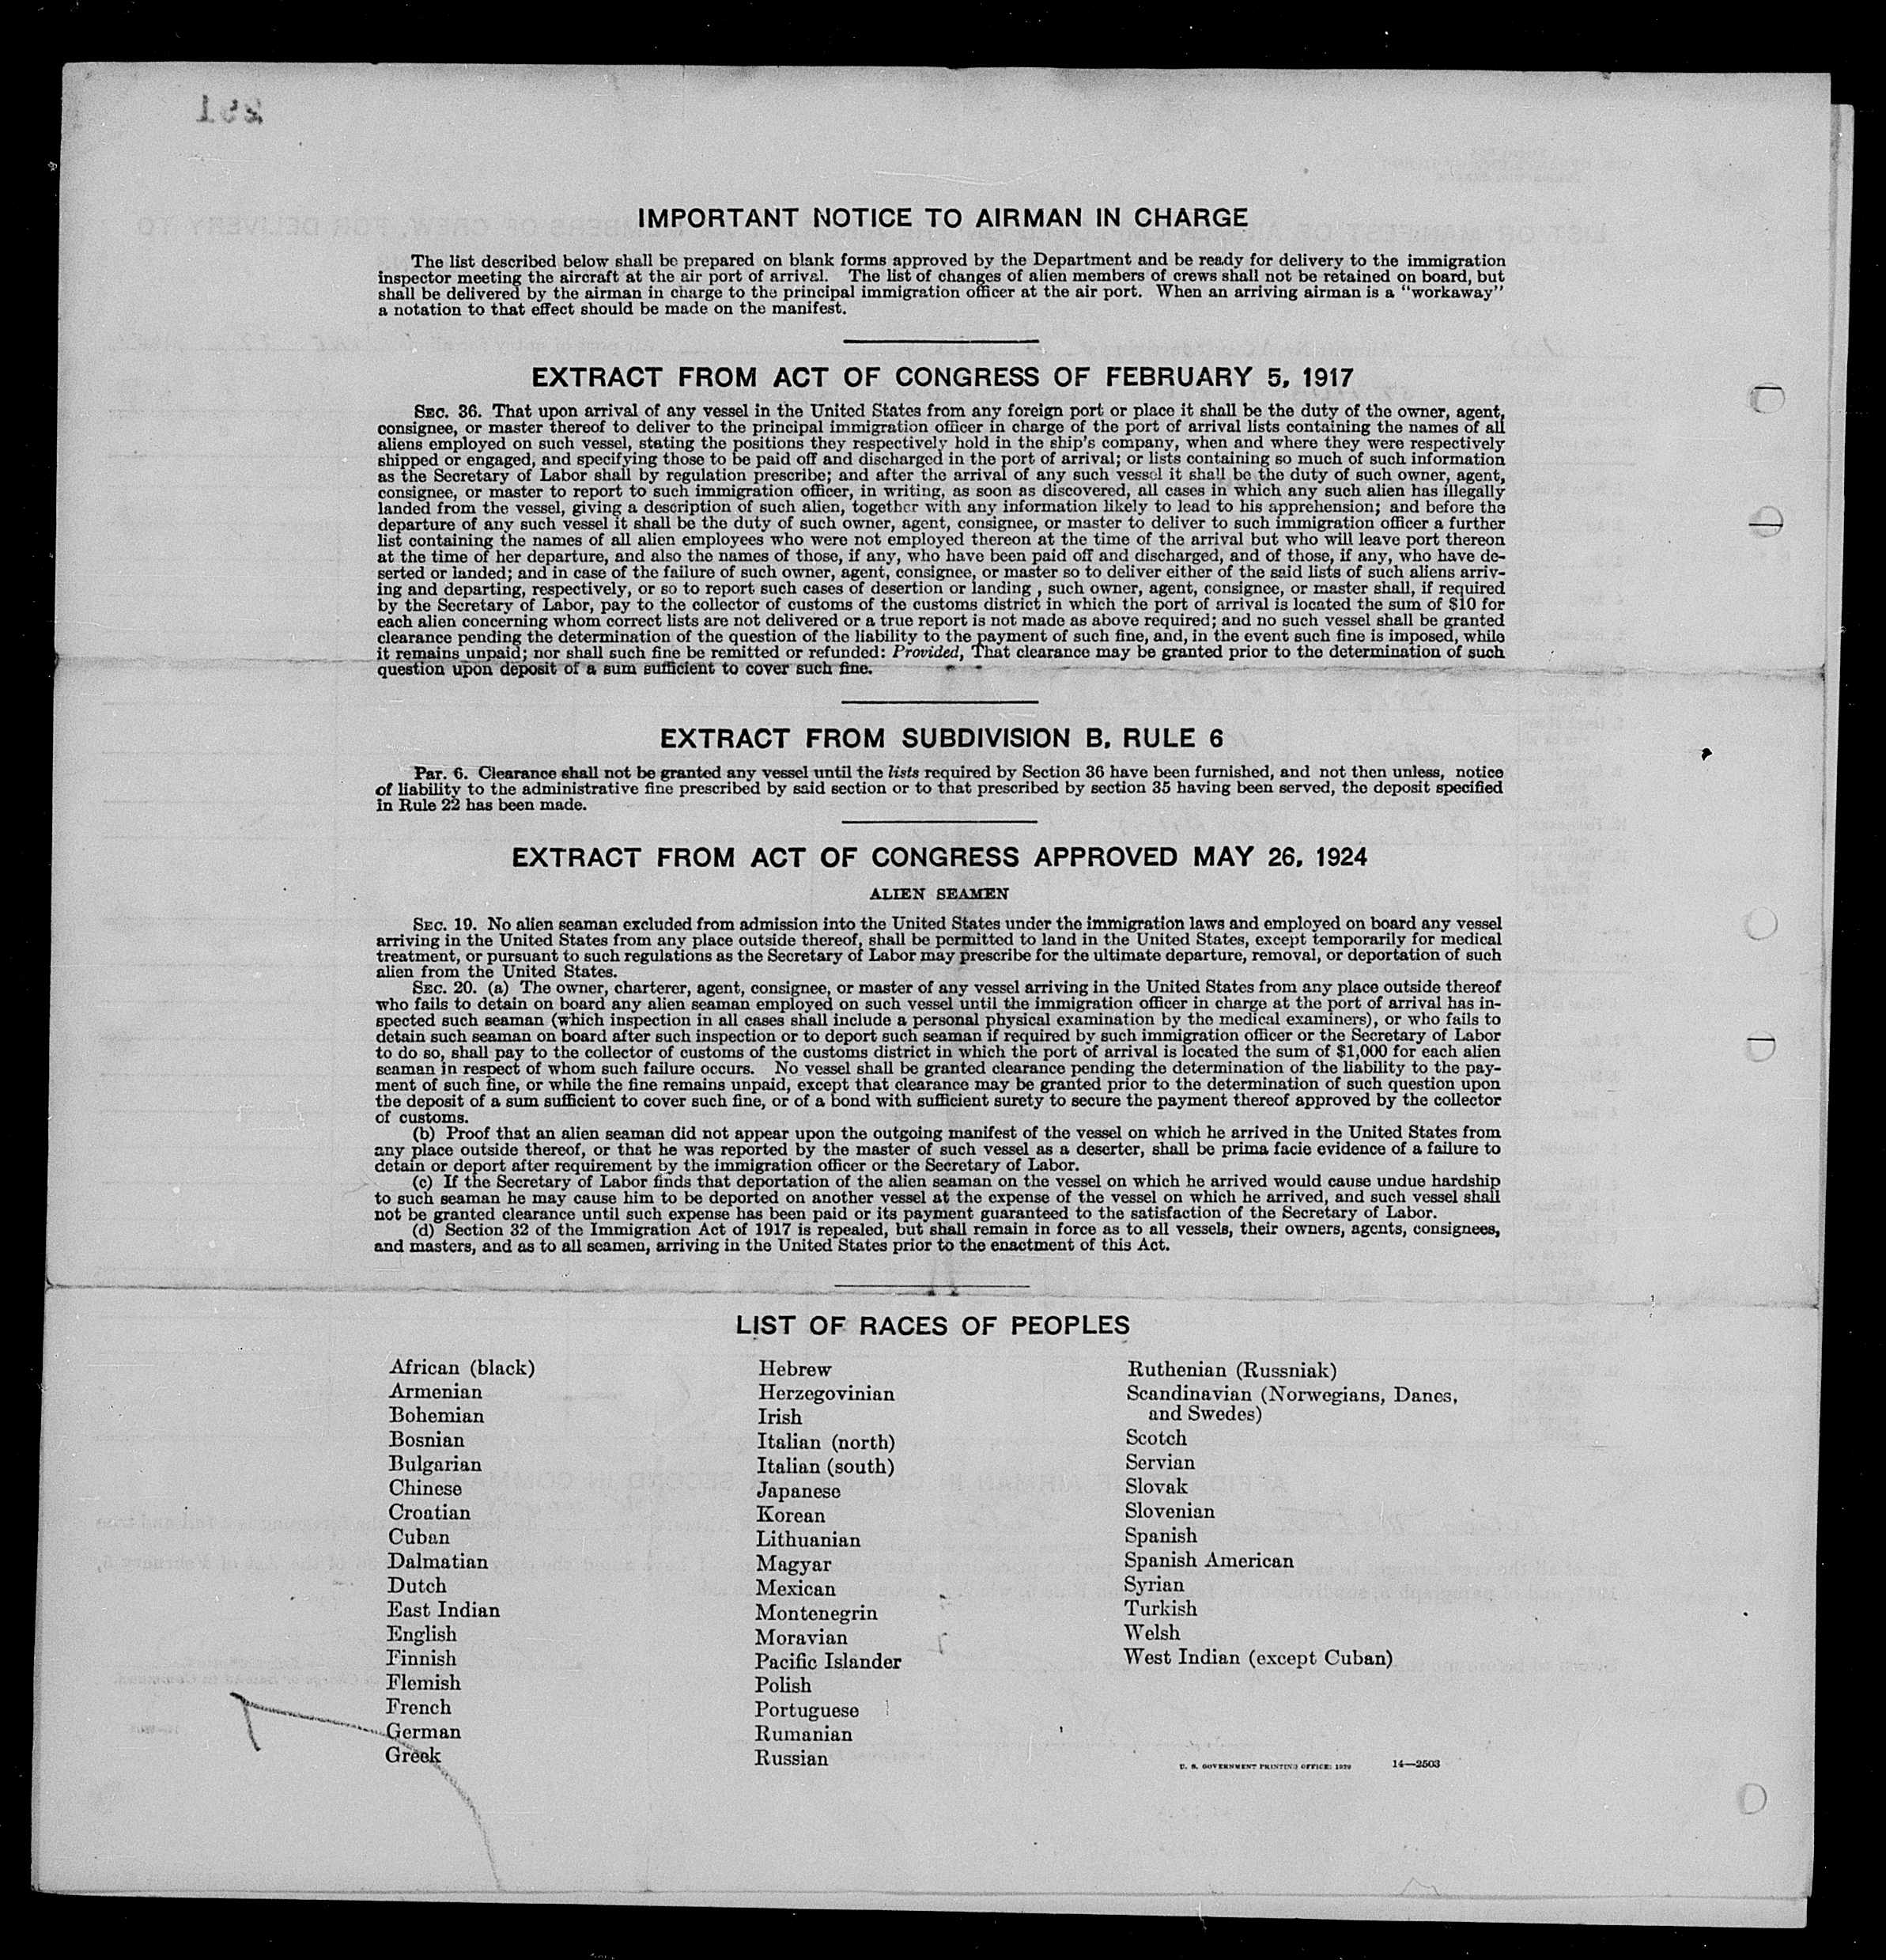 IMPORTANT NOTICE TO AIRMAN IN CHARGE
The list described below shall be prepared on blank forms approved by the Department and be ready for delivery to the immigration
inspector meeting the aircraft at the air port of arrival. The list of changes of alien members of crews shall not be retained on board, but
shall be delivered by the airman in charge to the principal immigration officer at the air port. When an arriving airman is a "workaway"
a notation to that effect should be made on the manifest.
EXTRACT FROM ACT OF CONGRESS OF FEBRUARY 5, 1917
SEC. 36. That upon arrival of any vessel in the United States from any foreign port or place it shall be the duty of the owner, agent,
consignee, or master thereof to deliver to the principal immigration officer in charge of the port of arrival lists containing the names of all
aliens employed on such vessel, stating the positions they respectively hold in the ship's company, when and where they were respectively
shipped or engaged, and specifying those to be paid off and discharged in the port of arrival; or lists containing so much of such information
as the Secretary of Labor shall by regulation prescribe; and after the arrival of any such vessel it shall be the duty of such owner, agent,
consignee, or master to report to such immigration officer, in writing, as soon as discovered, all cases in which any such alien has illegally
landed from the vessel, giving a description of such alien, together with any information likely to lead to his apprehension; and before the
departure of any such vessel it shall be the duty of such owner, agent, consignee, or master to deliver to such immigration officer a further
list containing the names of all alien employees who were not employed thereon at the time of the arrival but who will leave port thereon
at the time of her departure, and also the names of those, if any, who have been paid off and discharged, and of those, if any, who have de-
serted or landed; and in case of the failure of such owner, agent, consignee, or master so to deliver either of the said lists of such aliens arriv-
ing and departing, respectively, or so to report such cases of desertion or landing , such owner, agent, consignee, or master shall, if required
by the Secretary of Labor, pay to the collector of customs of the customs district in which the port of arrival is located the sum of $10 for
each alien concerning whom correct lists are not delivered or a true report is not made as above required; and no such vessel shall be granted
clearance pending the determination of the question of the liability to the payment of such fine, and, in the event such fine is imposed, while
it remains unpaid; nor shall such fine be remitted or refunded: Provided, That clearance may be granted prior to the determination of such
question upon deposit of a sum sufficient to cover such fine.
EXTRACT FROM SUBDIVISION B, RULE 6
Par. 6. Clearance shall not be granted any vessel until the lists required by Section 36 have been furnished, and not then unless, notice
of liability to the administrative fine prescribed by said section or to that prescribed by section 35 having been served, the deposit specified
in Rule 22 has been made.
EXTRACT FROM ACT OF CONGRESS APPROVED MAY 26, 1924
ALIEN SEAMEN
SEC. 19. No alien seaman excluded from admission into the United States under the immigration laws and employed on board any vessel
arriving in the United States from any place outside thereof, shall be permitted to land in the United States, except temporarily for medical
treatment, or pursuant to such regulations as the Secretary of Labor may prescribe for the ultimate departure, removal, or deportation of such
alien from the United States.
SEC. 20. (a) The owner, charterer, agent, consignee, or master of any vessel arriving in the United States from any place outside thereof
who fails to detain on board any alien seaman employed on such vessel until the immigration officer in charge at the port of arrival has in-
spected such seaman (which inspection in all cases shall include a personal physical examination by the medical examiners), or who fails to
detain such seaman on board after such inspection or to deport such seaman if required by such immigration officer or the Secretary of Labor
to do so, shall pay to the collector of customs of the customs district in which the port of arrival is located the sum of $1,000 for each alien
seaman in respect of whom such failure occurs. No vessel shall be granted clearance pending the determination of the liability to the pay-
ment of such fine, or while the fine remains unpaid, except that clearance may be granted prior to the determination of such question upon
the deposit of a sum sufficient to cover such fine, or of a bond with sufficient surety to secure the payment thereof approved by the collector
of customs.
(b) Proof that an alien seaman did not appear upon the outgoing manifest of the vessel on which he arrived in the United States from
any place outside thereof, or that he was reported by the master of such vessel as a deserter, shall be prima facie evidence of a failure to
detain or deport after requirement by the immigration officer or the Secretary of Labor.
(c) If the Secretary of Labor finds that deportation of the alien seaman on the vessel on which he arrived would cause undue hardship
to such seaman he may cause him to be deported on another vessel at the expense of the vessel on which he arrived, and such vessel shall
not be granted clearance until such expense has been paid or its payment guaranteed to the satisfaction of the Secretary of Labor.
(d) Section 32 of the Immigration Act of 1917 is repealed, but shall remain in force as to all vessels, their owners, agents, consignees,
and masters, and as to all seamen, arriving in the United States prior to the enactment of this Act.
LIST OF RACES OF PEOPLES
African (black)
Armenian
Bohemian
Bosnian
Bulgarian
Chinese
Croatian
Cuban
Dalmatian
Dutch
East Indian
English
Finnish
Flemish
French
German
Greek
Hebrew
Herzegovinian
Irish
Italian (north)
Italian (south)
Japanese
Korean
Lithuanian
Magyar
Mexican
Montenegrin
Moravian
Pacific Islander
Polish
Portuguese
Rumanian
Russian
Ruthenian (Russniak)
Scandinavian (Norwegians, Danes,
and Swedes)
Scotch
Servian
Slovak
Slovenian
Spanish
Spanish American
Syrian
Turkish
Welsh
West Indian (except Cuban)
U. S. GOVERNMENT PRINTING OFFICE: 1929 14—2503